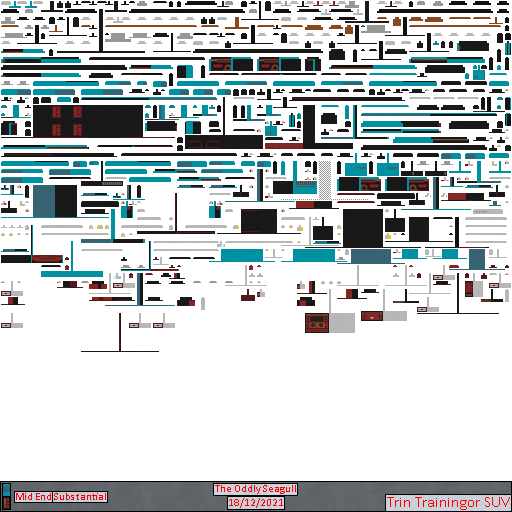 The Oddly Seagull
Mid End Substantial
18/12/2021
Trin Trainingor SUV